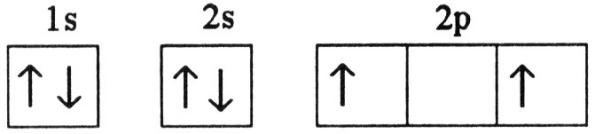 1s 2s 2p
↑↓ ↑↓ ↑ ↑